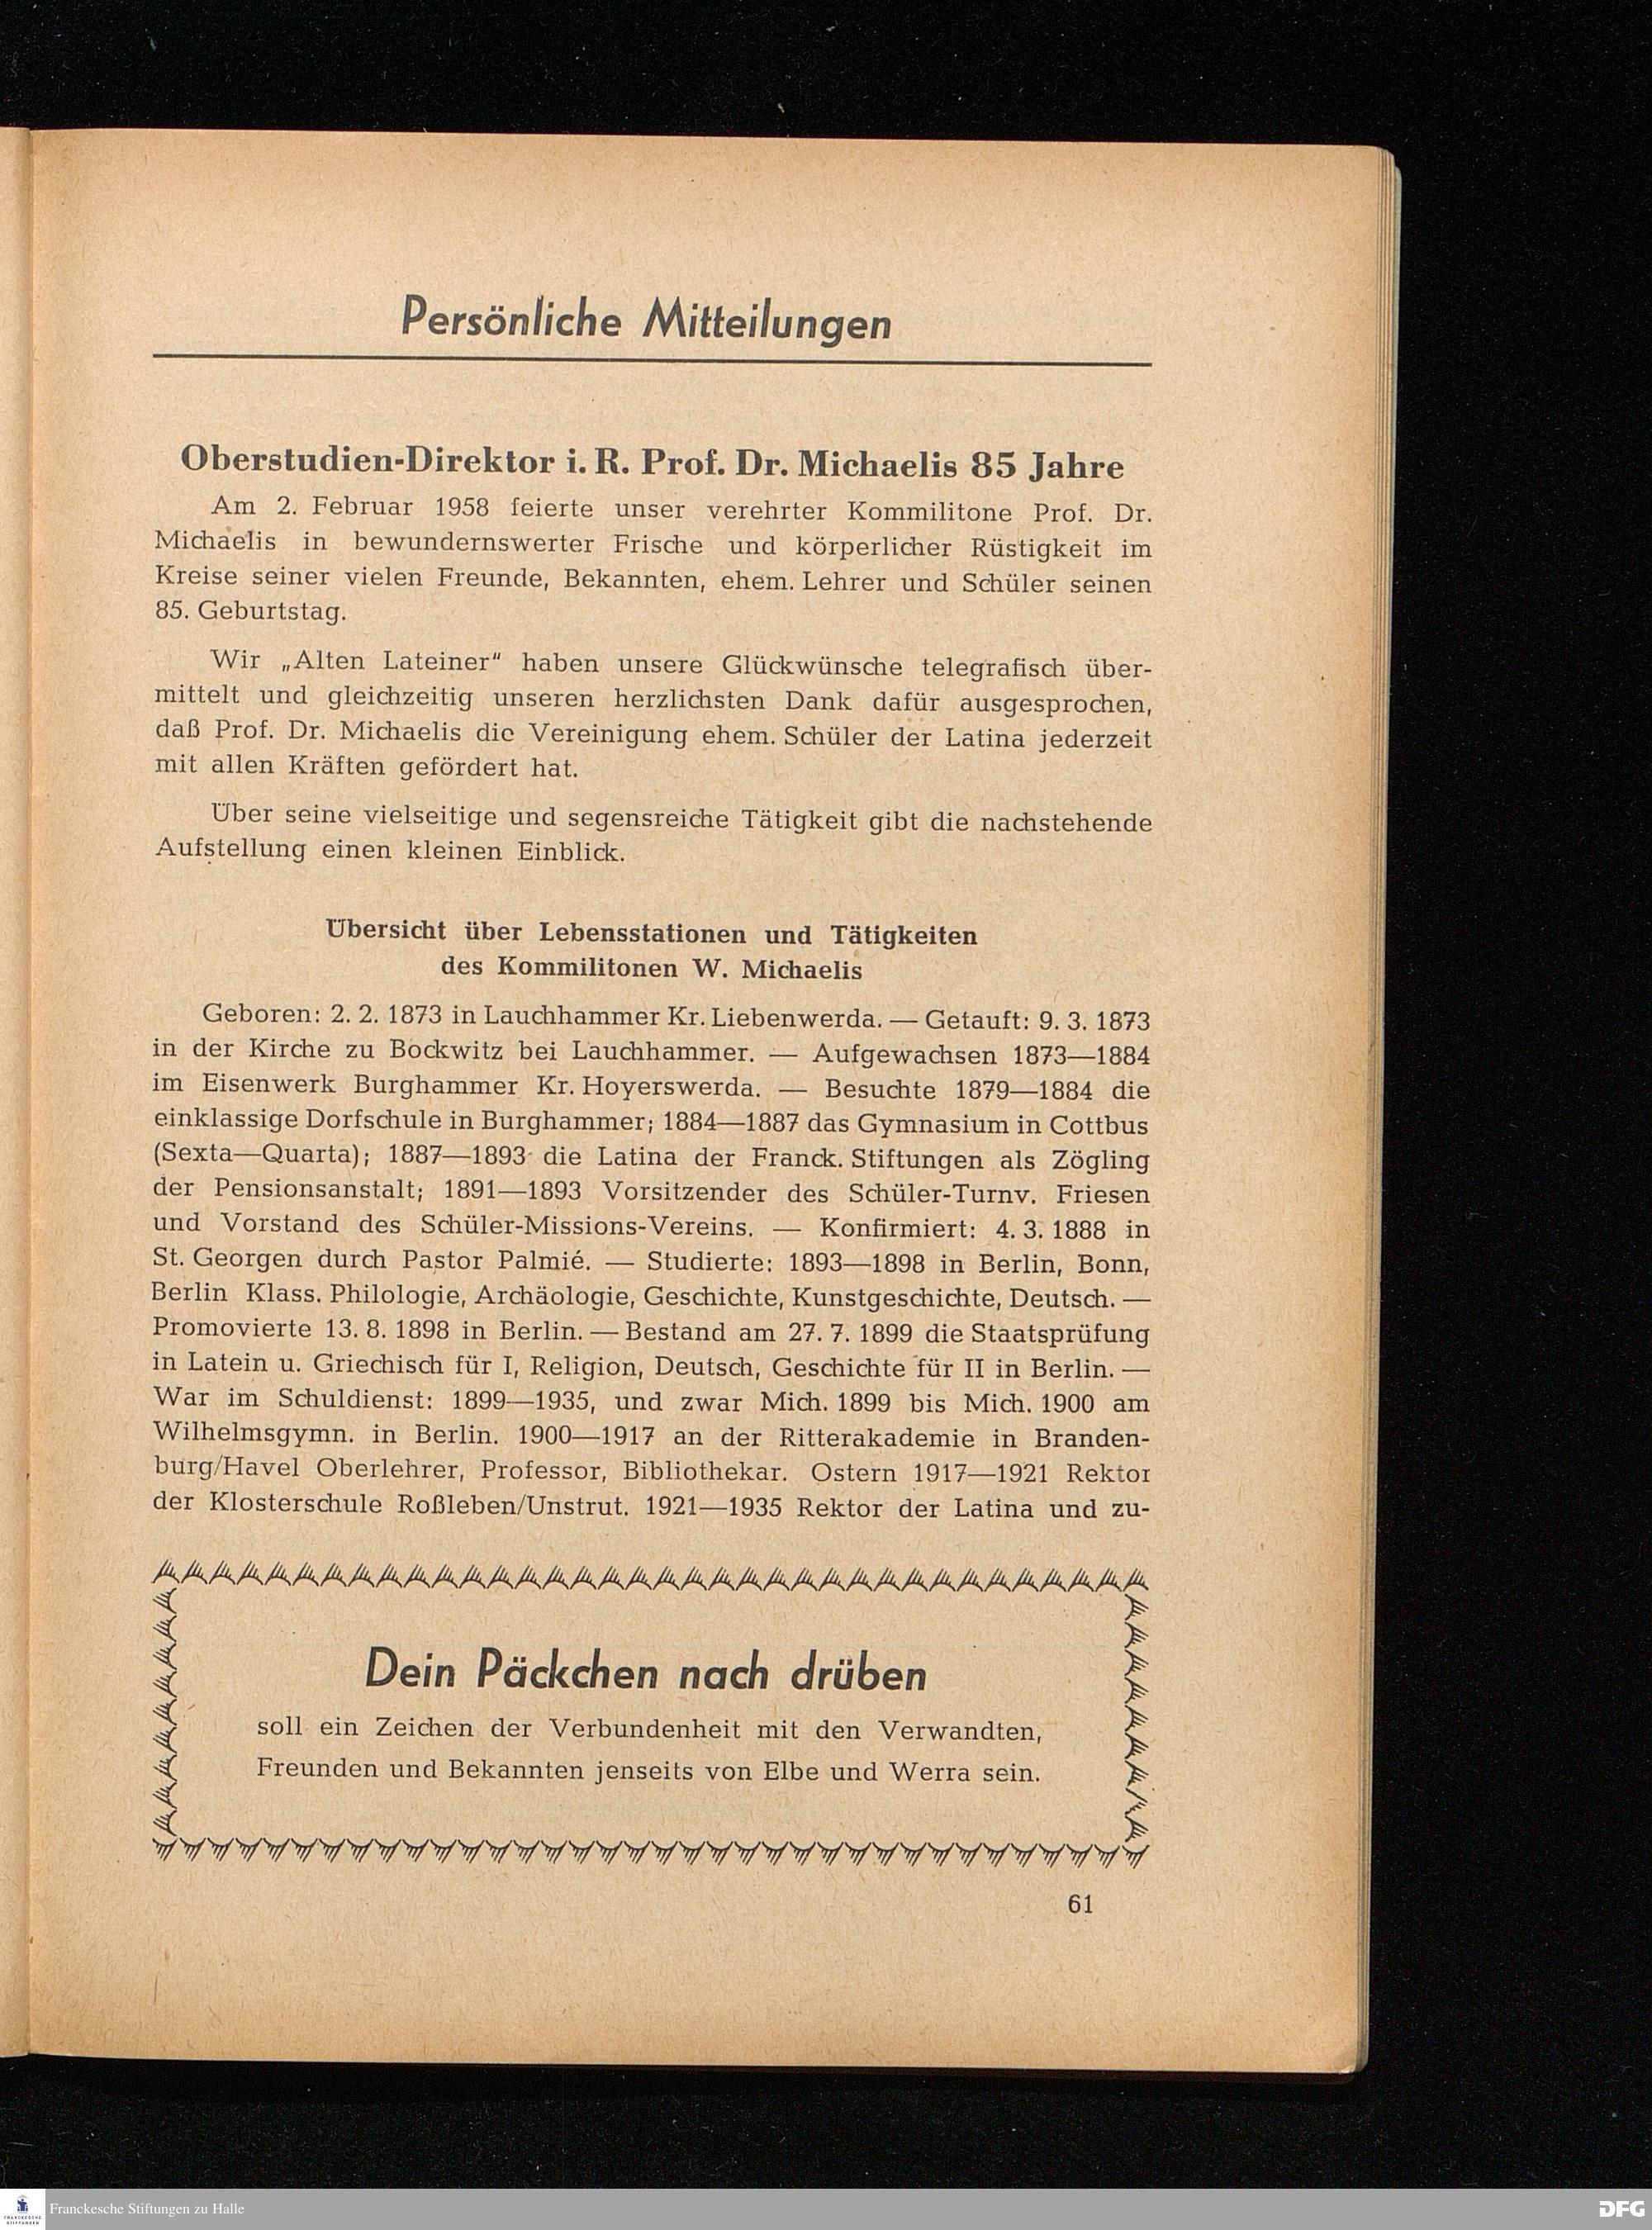 Persönliche Mitteilungen
Oberstudien-Direktor i. R. Prof. Dr. Michaelis 85 Jahre
Am 2. Februar 1958 feierte unser verehrter Kommilitone Prof. Dr.
Michaelis in bewundernswerter Frische und körperlicher Rüstigkeit im
Kreise seiner vielen Freunde, Bekannten, ehem. Lehrer und Schüler seinen
85. Geburtstag.
Wir „Alten Lateiner“ haben unsere Glückwünsche telegrafisch über-
mittelt und gleichzeitig unseren herzlichsten Dank dafür ausgesprochen,
daß Prof. Dr. Michaelis die Vereinigung ehem. Schüler der Latina jederzeit
mit allen Kräften gefördert hat.
Über seine vielseitige und segensreiche Tätigkeit gibt die nachstehende
Aufstellung einen kleinen Einblick.
Übersicht über Lebensstationen und Tätigkeiten
des Kommilitonen W. Michaelis
Geboren: 2. 2. 1873 in Lauchhammer Kr. Liebenwerda. — Getauft: 9. 3. 1873
in der Kirche zu Bockwitz bei Lauchhammer. — Aufgewachsen 1873—1884
im Eisenwerk Burghammer Kr. Hoyerswerda. — Besuchte 1879—1884 die
einklassige Dorfschule in Burghammer; 1884—1887 das Gymnasium in Cottbus
(Sexta—Quarta); 1887—1893 die Latina der Franck. Stiftungen als Zögling
der Pensionsanstalt; 1891—1893 Vorsitzender des Schüler-Turnv. Friesen
und Vorstand des Schüler-Missions-Vereins. — Konfirmiert: 4. 3. 1888 in
St. Georgen durch Pastor Palmié. — Studierte: 1893—1898 in Berlin, Bonn,
Berlin Klass. Philologie, Archäologie, Geschichte, Kunstgeschichte, Deutsch. —
Promovierte 13. 8. 1898 in Berlin. — Bestand am 27. 7. 1899 die Staatsprüfung
in Latein u. Griechisch für I, Religion, Deutsch, Geschichte für II in Berlin. —
War im Schuldienst: 1899—1935, und zwar Mich. 1899 bis Mich. 1900 am
Wilhelmsgymn. in Berlin. 1900—1917 an der Ritterakademie in Branden-
burg/Havel Oberlehrer, Professor, Bibliothekar. Ostern 1917—1921 Rektor
der Klosterschule Roßleben/Unstrut. 1921—1935 Rektor der Latina und zu-
Dein Päckchen nach drüben
soll ein Zeichen der Verbundenheit mit den Verwandten,
Freunden und Bekannten jenseits von Elbe und Werra sein.
61
FRANCKESCHE
STIFTUNGEN
Franckesche Stiftungen zu Halle
DFG